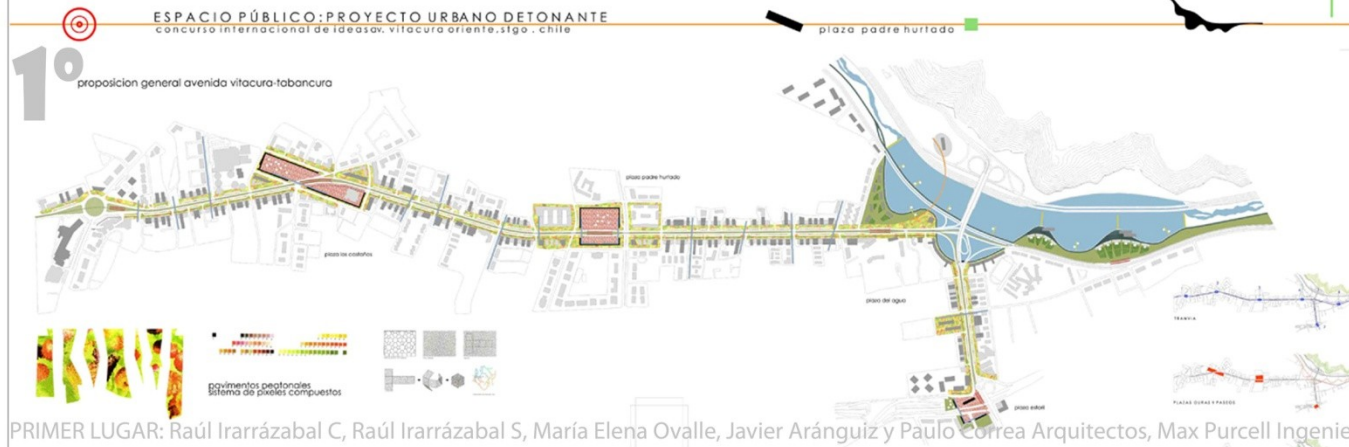 ESPACIO PÚBLICO:PROYECTO URBANO DETONANTE
concurso internacional de ideasav. vitacura oriente.stgo . chile
plaza padre hurtado
1º
proposicion general avenida vitacura-tabancura
plaza padre hurtado
plaza los castaños
plaza del agua
TRANVIA
pavimentos peatonales
sistema de pixeles compuestos
PLAZAS DURAS Y PASEOS
plaza estoril
PRIMER LUGAR: Raúl Irarrázabal C, Raúl Irarrázabal S, María Elena Ovalle, Javier Aránguiz y Paulo Correa Arquitectos, Max Purcell Ingenie